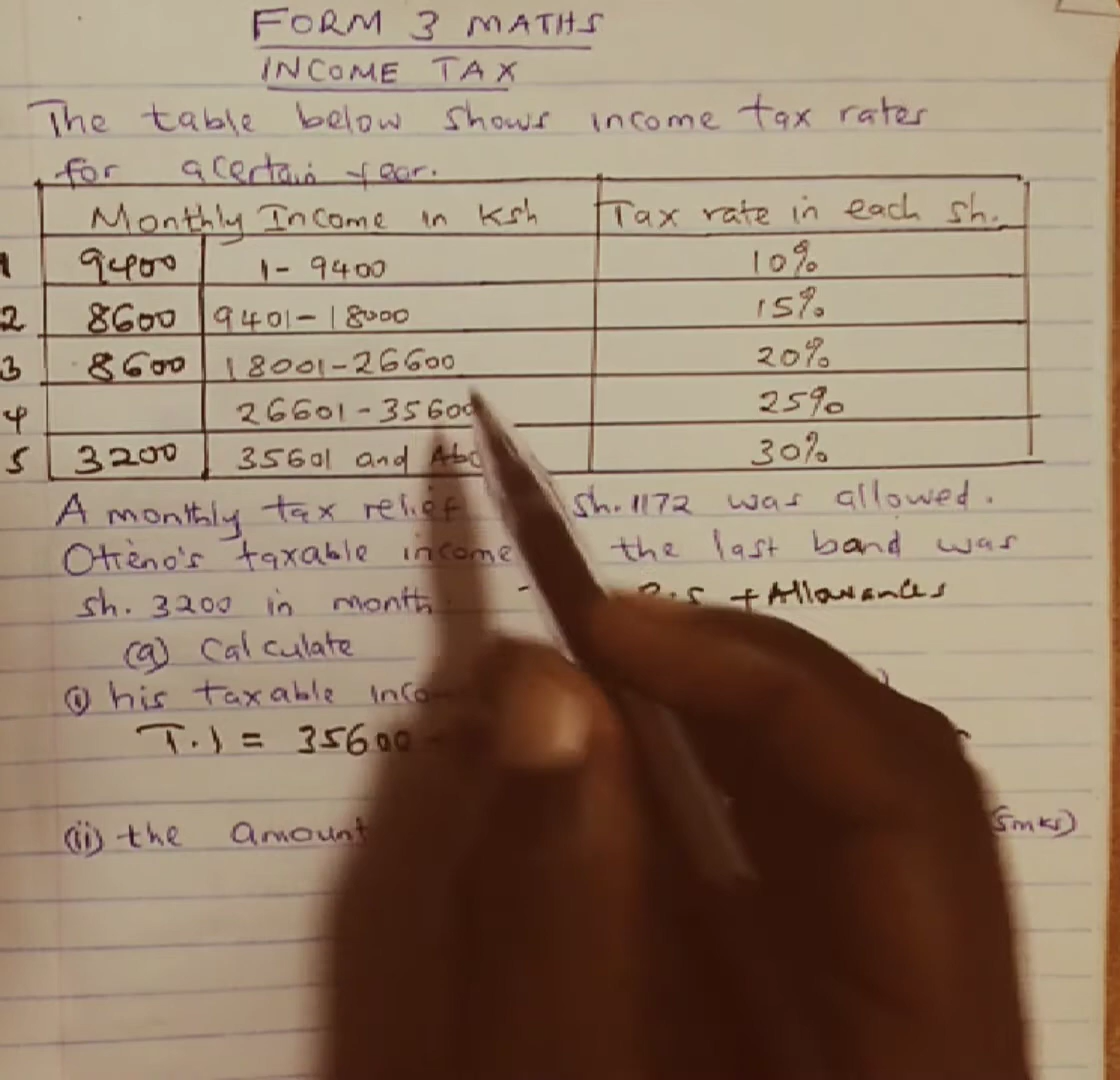 FORM 3 MATHS
INCOME TAX
The table below shows income tax rates
for a certain year.
Monthly Income in Ksh Tax rate in each sh.
1 9400 1-9400 10%
2 8600 9401-18000 15%
3 8600 18001-26600 20%
4 26601-35600 25%
5 3200 35601 and 30%
A monthly tax relief sh.1172 was allowed.
Otieno's taxable income the last band was
sh. 3200 in month + Allowances
(a) Calculate
(i) his taxable
T.I = 35600
(ii) the amount (5mks)